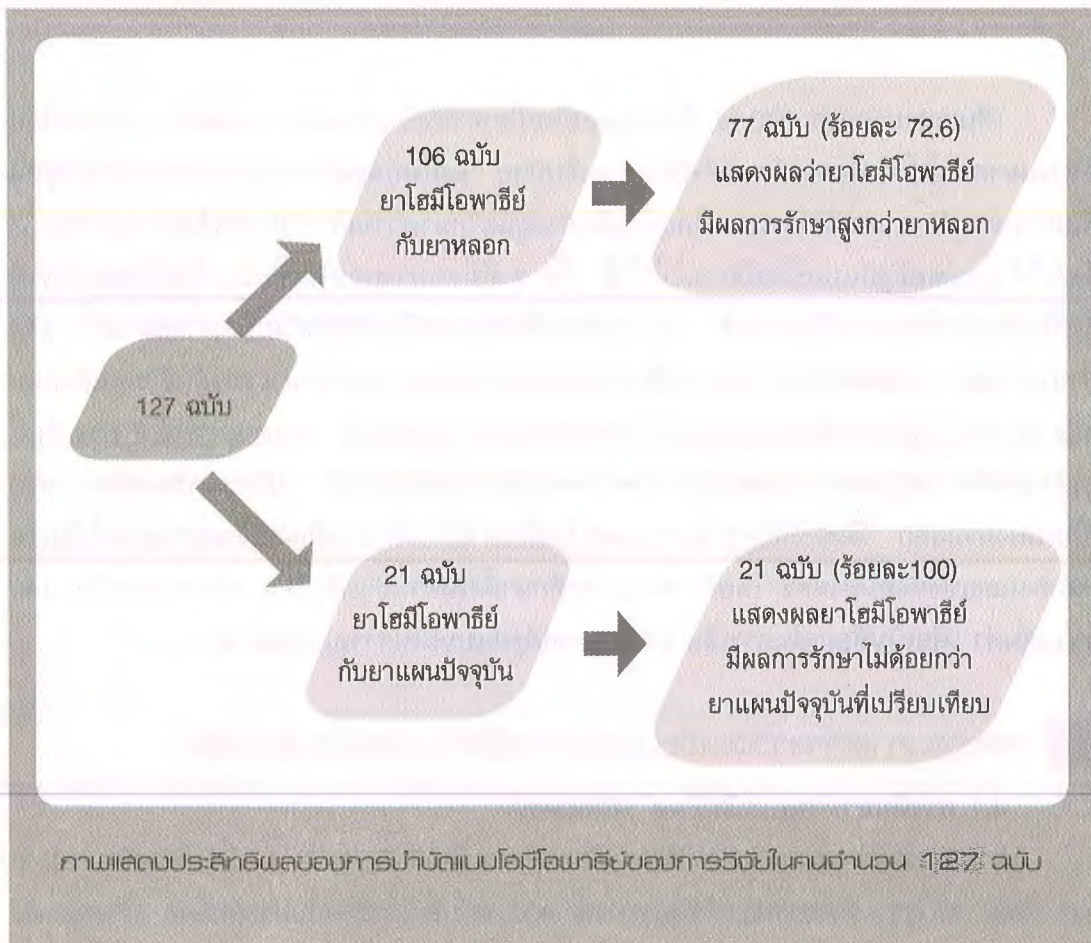 106 ฉบับ
ยาโฮมีโอพาธีย์
กับยาหลอก
77 ฉบับ (ร้อยละ 72.6)
แสดงผลว่ายาโฮมีโอพาธีย์
มีผลการรักษาสูงกว่ายาหลอก
127 ฉบับ
21 ฉบับ
ยาโฮมีโอพาธีย์
กับยาแผนปัจจุบัน
21 ฉบับ (ร้อยละ100)
แสดงผลยาโฮมีโอพาธีย์
มีผลการรักษาไม่ด้อยกว่า
ยาแผนปัจจุบันที่เปรียบเทียบ
ภาพแสดงประสิทธิผลของการบำบัดแบบโฮมีโอพาธีย์ของการวิจัยในคนจำนวน 127 ฉบับ